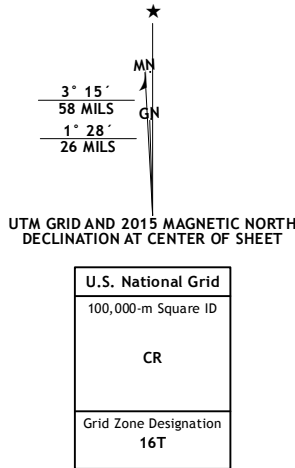 ★
MN
3° 15´
58 MILS
GN
1° 28´
26 MILS
UTM GRID AND 2015 MAGNETIC NORTH
DECLINATION AT CENTER OF SHEET
U.S. National Grid
100,000-m Square ID
CR
Grid Zone Designation
16T